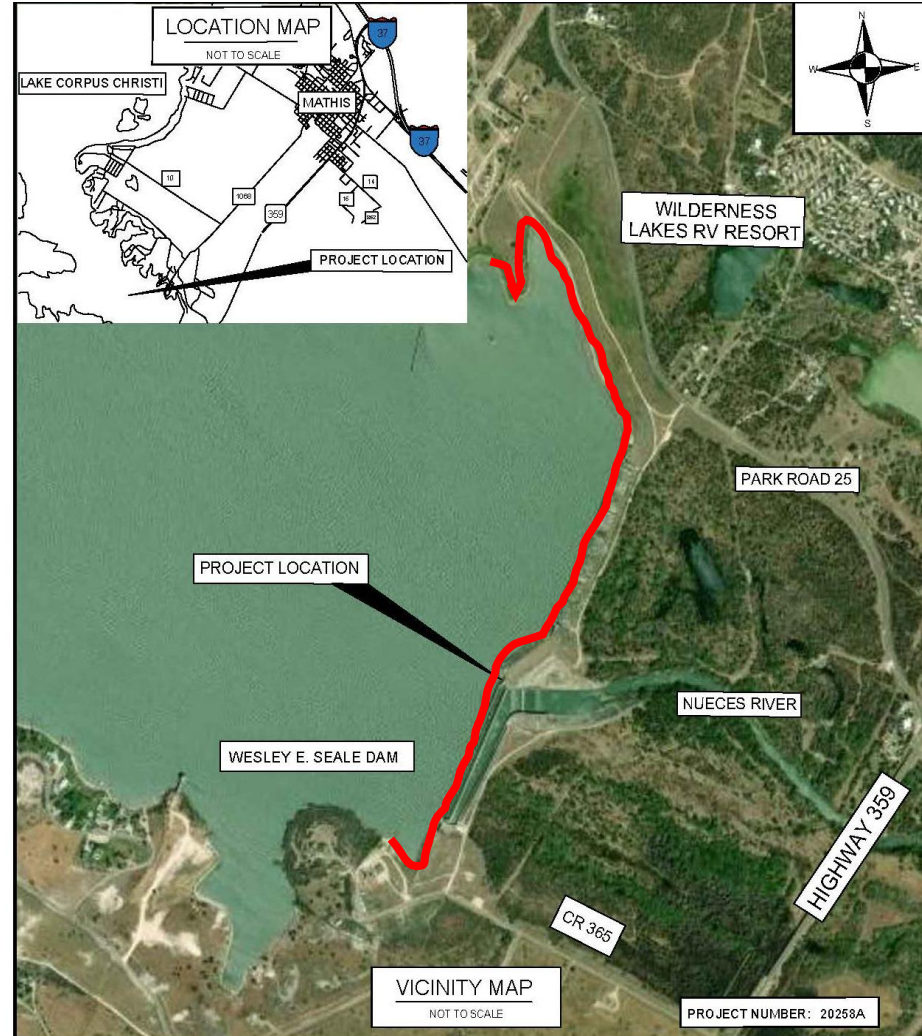 LOCATION MAP
NOT TO SCALE
37
LAKE CORPUS CHRISTI
MATHIS
37
10
1068
359
14
16
PROJECT LOCATION
N
W
E
S
WILDERNESS
LAKES RV RESORT
PARK ROAD 25
PROJECT LOCATION
NUECES RIVER
WESLEY E. SEALE DAM
HIGHWAY 359
CR 365
VICINITY MAP
NOT TO SCALE
PROJECT NUMBER: 20258A